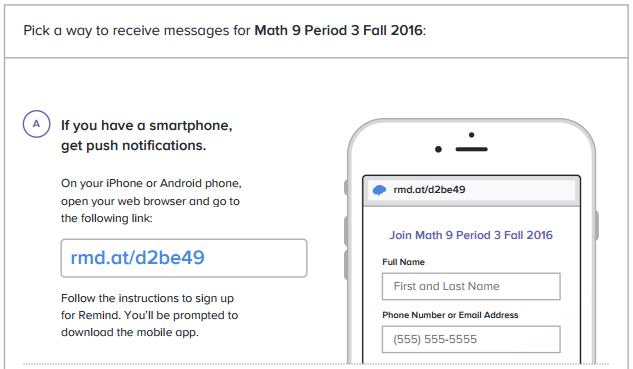 Pick a way to receive messages for Math 9 Period 3 Fall 2016:
A
If you have a smartphone,
get push notifications.
On your iPhone or Android phone,
open your web browser and go to
the following link:
rmd.at/d2be49
Follow the instructions to sign up
for Remind. You'll be prompted to
download the mobile app.
rmd.at/d2be49
Join Math 9 Period 3 Fall 2016
Full Name
First and Last Name
Phone Number or Email Address
(555) 555-5555